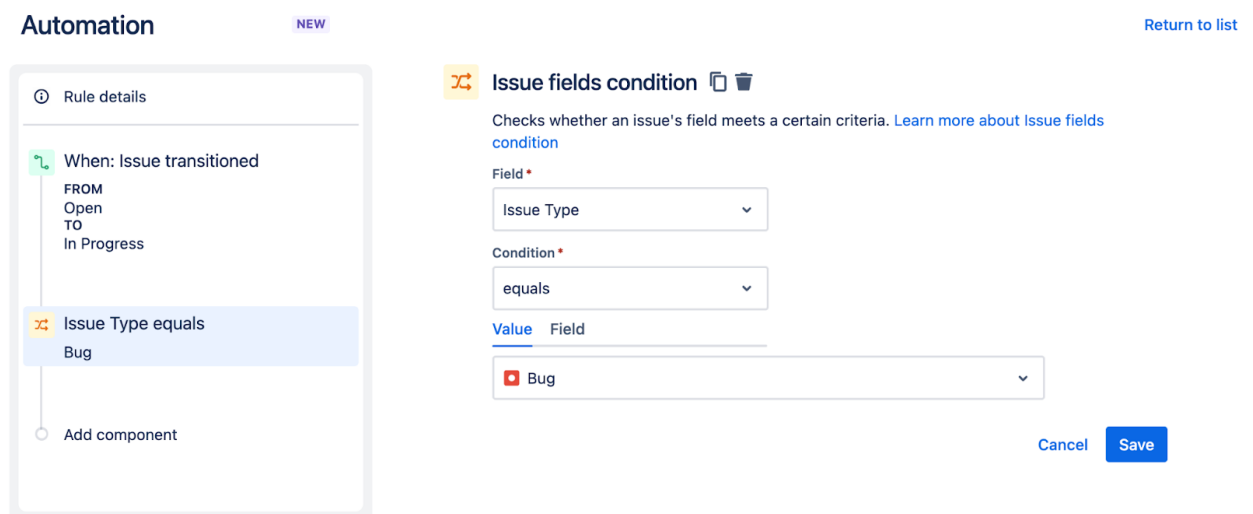 Automation
NEW
Return to list
Rule details
When: Issue transitioned
FROM
Open
TO
In Progress
Issue Type equals
Bug
Add component
Issue fields condition
Checks whether an issue's field meets a certain criteria. Learn more about Issue fields
condition
Field *
Issue Type
Condition *
equals
Value Field
Bug
Cancel Save